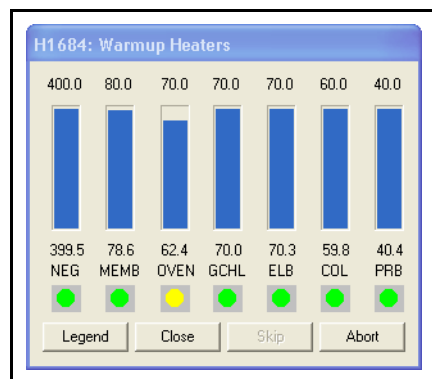 H1684: Warmup Heaters
400.0 80.0 70.0 70.0 70.0 60.0 40.0
399.5 78.6 62.4 70.0 70.3 59.8 40.4
NEG MEMB OVEN GCHL ELB COL PRB
Legend Close Skip Abort